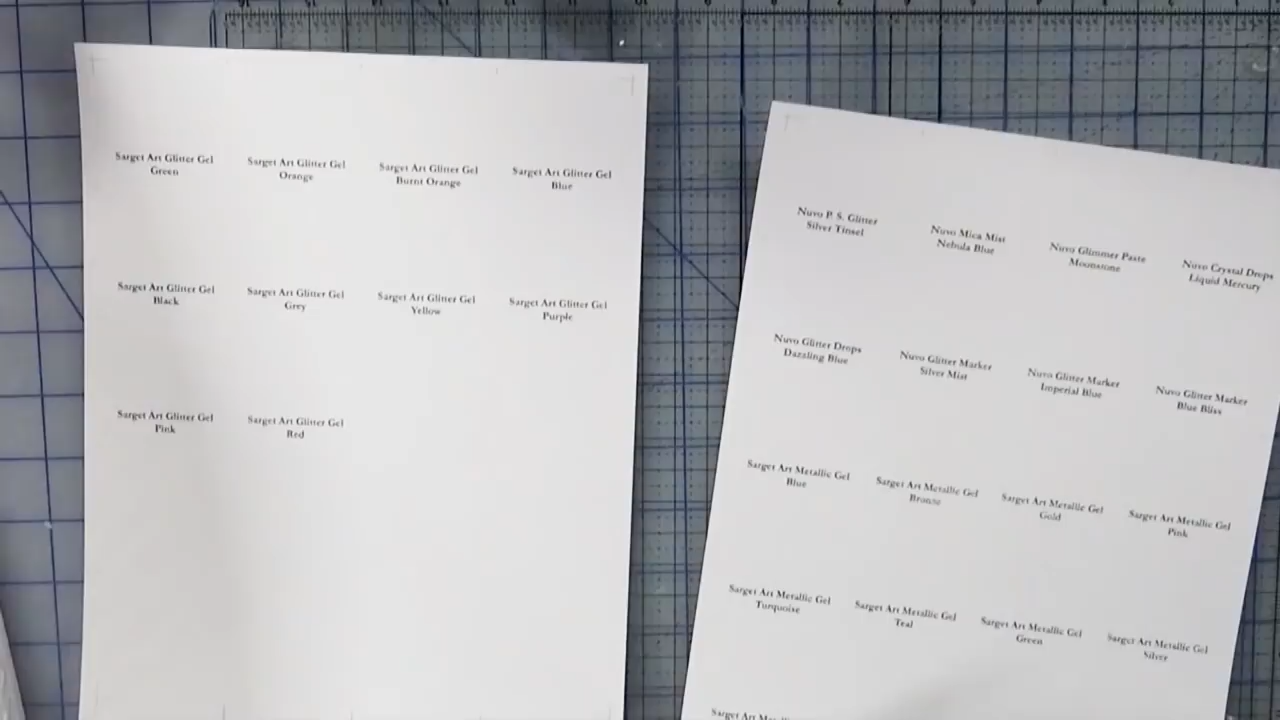 Sarget Art Glitter Gel
Green
Sarget Art Glitter Gel
Orange
Sarget Art Glitter Gel
Burnt Orange
Sarget Art Glitter Gel
Blue
Sarget Art Glitter Gel
Black
Sarget Art Glitter Gel
Grey
Sarget Art Glitter Gel
Yellow
Sarget Art Glitter Gel
Purple
Sarget Art Glitter Gel
Pink
Sarget Art Glitter Gel
Red
Nuvo P. S. Glitter
Silver Tinsel
Nuvo Mica Mist
Nebula Blue
Nuvo Glimmer Paste
Moonstone
Nuvo Crystal Drops
Liquid Mercury
Nuvo Glitter Drops
Dazzling Blue
Nuvo Glitter Marker
Silver Mist
Nuvo Glitter Marker
Imperial Blue
Nuvo Glitter Marker
Blue Bliss
Sarget Art Metallic Gel
Blue
Sarget Art Metallic Gel
Bronze
Sarget Art Metallic Gel
Gold
Sarget Art Metallic Gel
Pink
Sarget Art Metallic Gel
Turquoise
Sarget Art Metallic Gel
Teal
Sarget Art Metallic Gel
Green
Sarget Art Metallic Gel
Silver
Sarget Art